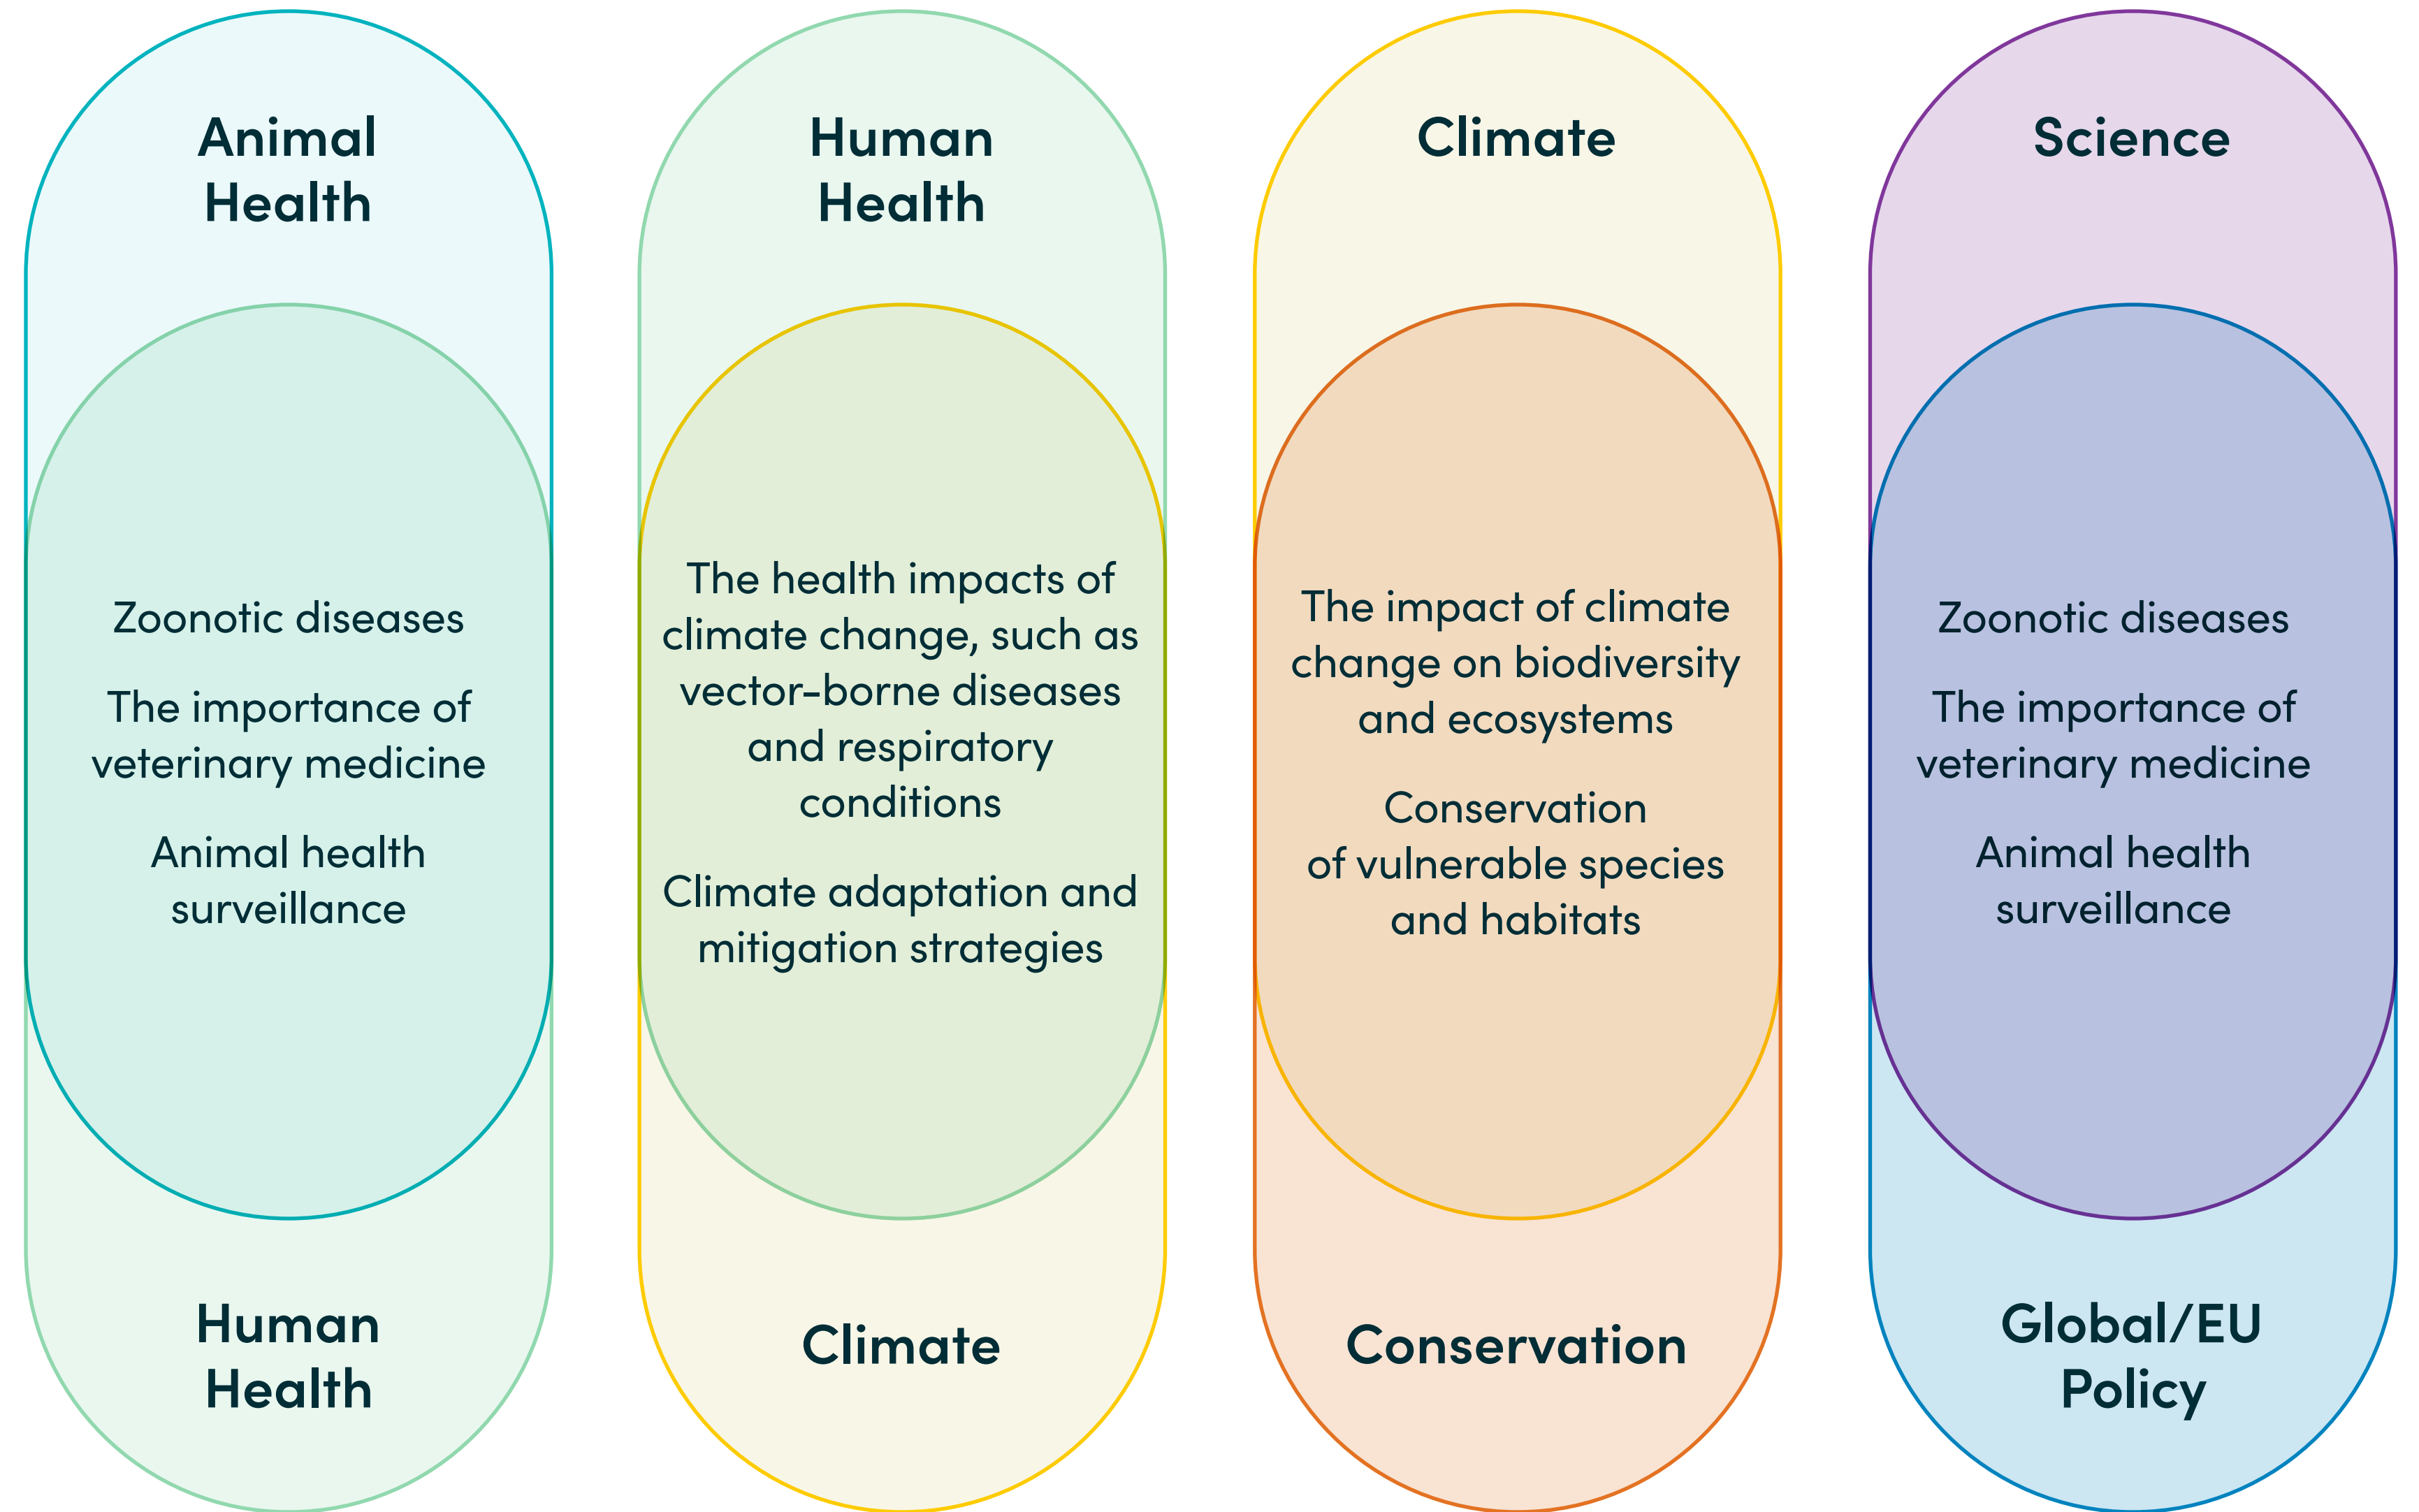 Animal
Health
Zoonotic diseases
The importance of
veterinary medicine
Animal health
surveillance
Human
Health
Human
Health
The health impacts of
climate change, such as
vector-borne diseases
and respiratory
conditions
Climate adaptation and
mitigation strategies
Climate
Climate
The impact of climate
change on biodiversity
and ecosystems
Conservation
of vulnerable species
and habitats
Conservation
Science
Zoonotic diseases
The importance of
veterinary medicine
Animal health
surveillance
Global/EU
Policy